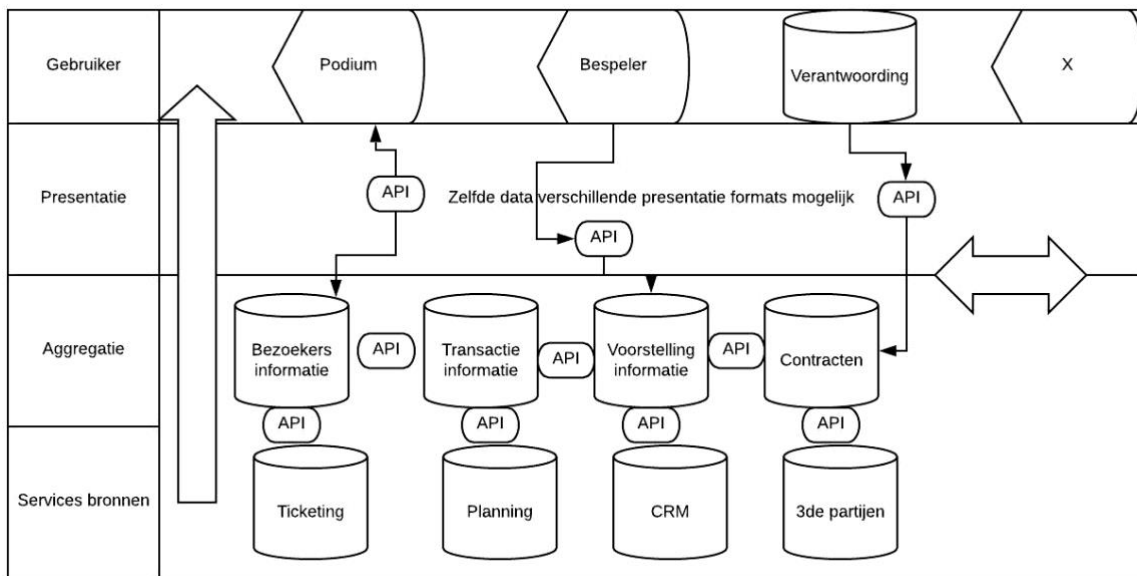 Gebruiker
Podium
Bespeler
Verantwoording
X
Presentatie
API
Zelfde data verschillende presentatie formats mogelijk
API
API
Aggregatie
Bezoekers
informatie
API
Transactie
informatie
API
Voorstelling
informatie
API
Contracten
API
API
API
API
Services bronnen
Ticketing
Planning
CRM
3de partijen